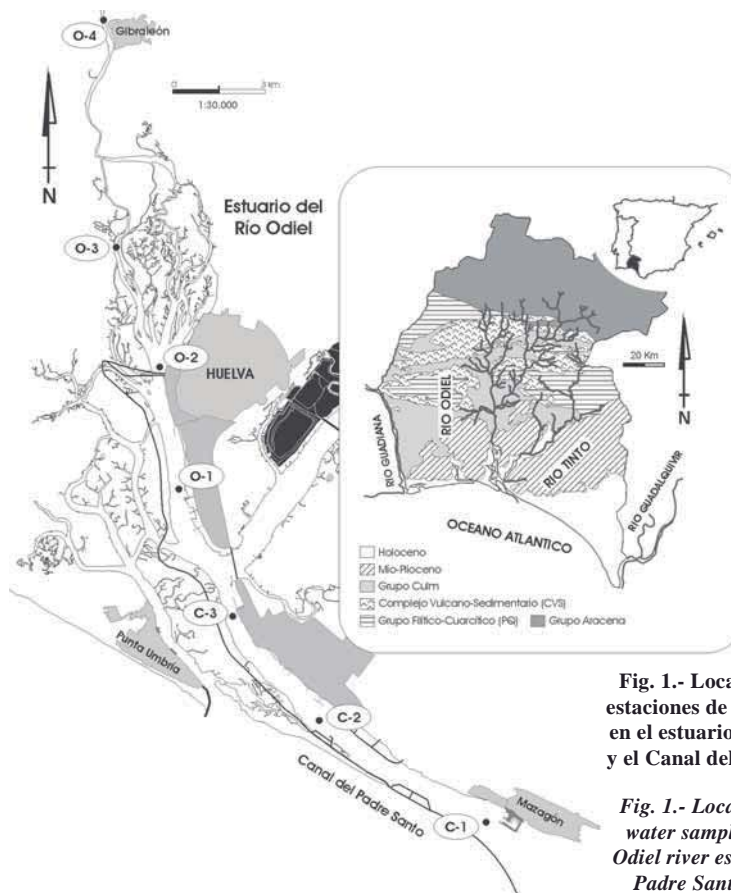 O-4
Gibraleón
0
3 km
1:30,000
N
Estuario del
Río Odiel
O-3
O-2
HUELVA
O-1
C-3
Punta Umbría
C-2
Canal del Padre Santo
C-1
Mazagón
20 Km
N
RIO GUADIANA
RIO ODIEL
RIO TINTO
RIO GUADALQUIVIR
OCEANO ATLANTICO
Holoceno
Mio-Plioceno
Grupo Culm
Complejo Vulcano-Sedimentario (CVS)
Grupo Filítico-Cuarcítico (PQ)
Grupo Aracena
Fig. 1.- Loca
estaciones de
en el estuario
y el Canal del
Fig. 1.- Loca
water sampl
Odiel river es
Padre Sant